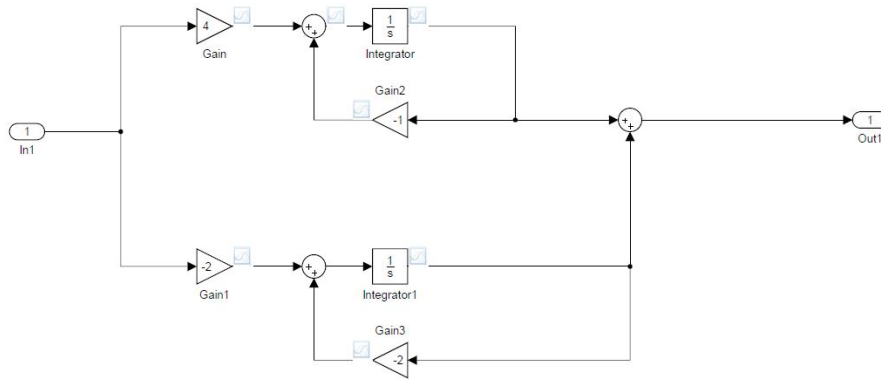 4
+
+
1
s
Gain
Integrator
Gain2
-1
1
In1
+
+
1
Out1
-2
+
+
1
s
Gain1
Integrator1
Gain3
-2